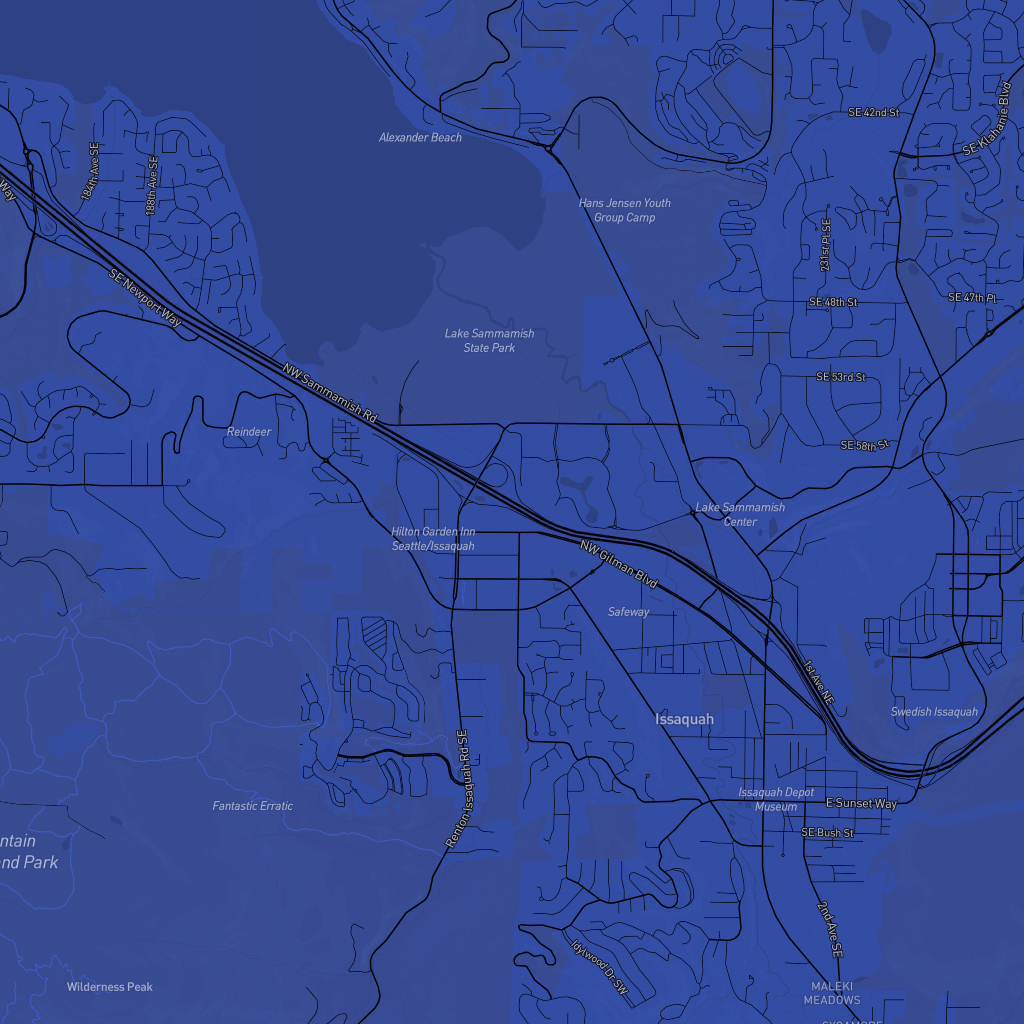 SE 42nd St
SE Klahanie Blvd
Alexander Beach
184th Ave SE
188th Ave SE
Way
Hans Jensen Youth
Group Camp
231st PLSE
SE Newport Way
SE 48th St
SE 47th Pl
Lake Sammamish
State Park
NW Sammamish Rd
SE 53rd St
Reindeer
SE 58th St
Lake Sammamish
Center
Hilton Garden Inn
Seattle/Issaquah
NW Gilman Blvd
Safeway
1st Ave NE
Swedish Issaquah
Issaquah
Renton Issaquah Rd SE
Fantastic Erratic
Issaquah Depot
Museum
E Sunset Way
SE Bush St
ntain
nd Park
2nd Ave SE
Idylwood Dr SW
Wilderness Peak
MALEKI
MEADOWS
SYCAMORE